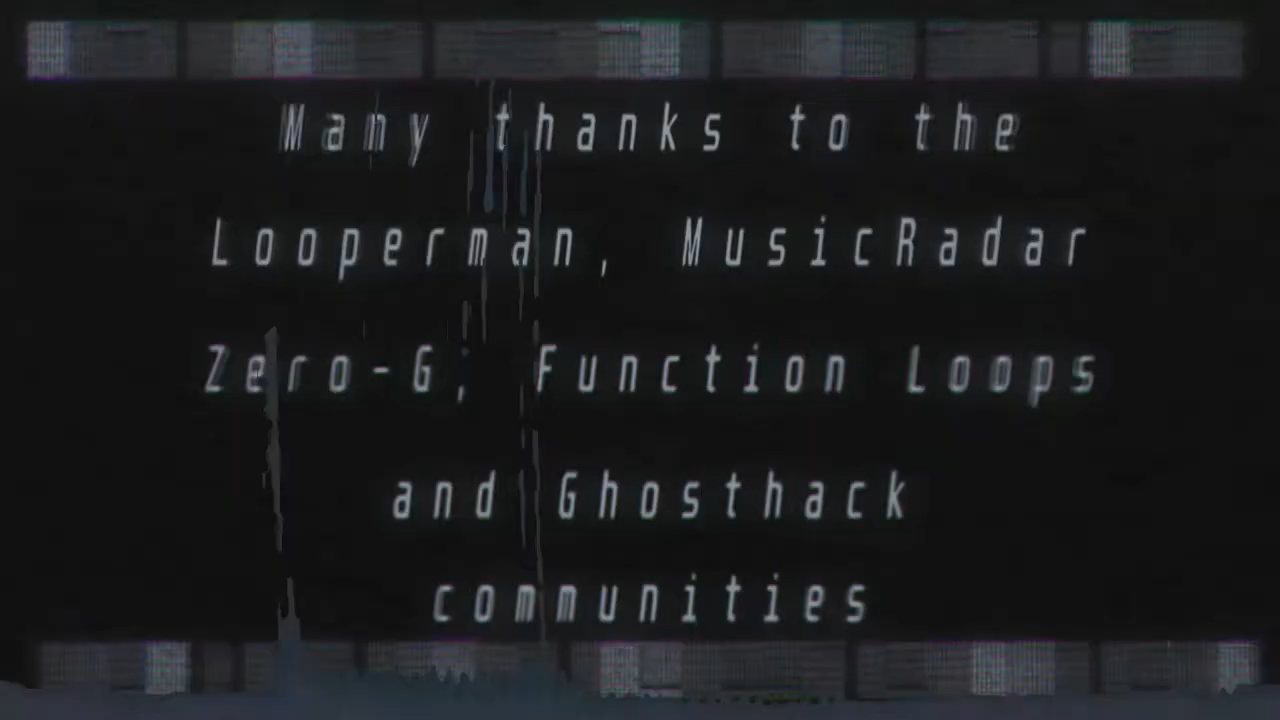 Many thanks to the
Looperman, MusicRadar
Zero-G, Function Loops
and Ghosthack
communities